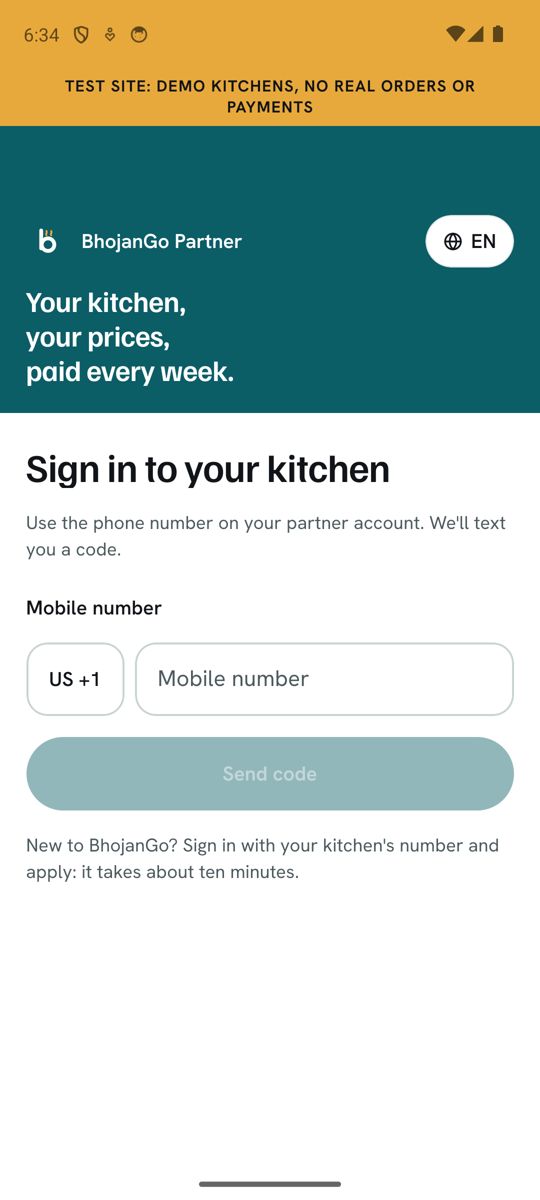 6:34
TEST SITE: DEMO KITCHENS, NO REAL ORDERS OR
PAYMENTS
BhojanGo Partner
EN
Your kitchen,
your prices,
paid every week.
Sign in to your kitchen
Use the phone number on your partner account. We'll text
you a code.
Mobile number
US +1
Mobile number
Send code
New to BhojanGo? Sign in with your kitchen's number and
apply: it takes about ten minutes.